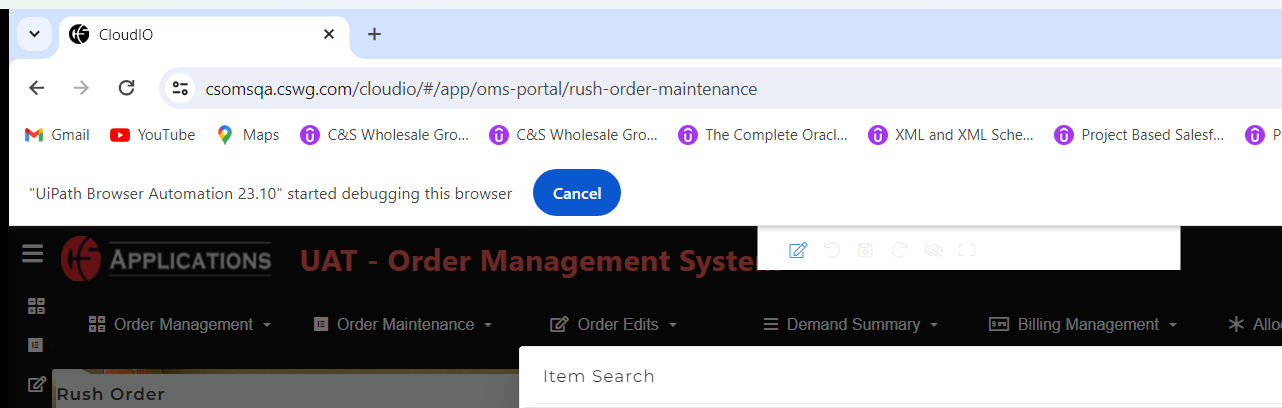 CloudIO
csomsqa.cswg.com/cloudio/#/app/oms-portal/rush-order-maintenance
Gmail YouTube Maps C&S Wholesale Gro... C&S Wholesale Gro... The Complete Oracl... XML and XML Sche... Project Based Salesf... P
"UiPath Browser Automation 23.10" started debugging this browser Cancel
APPLICATIONS UAT - Order Management System
Order Management Order Maintenance Order Edits Demand Summary Billing Management Allo
Item Search
Rush Order